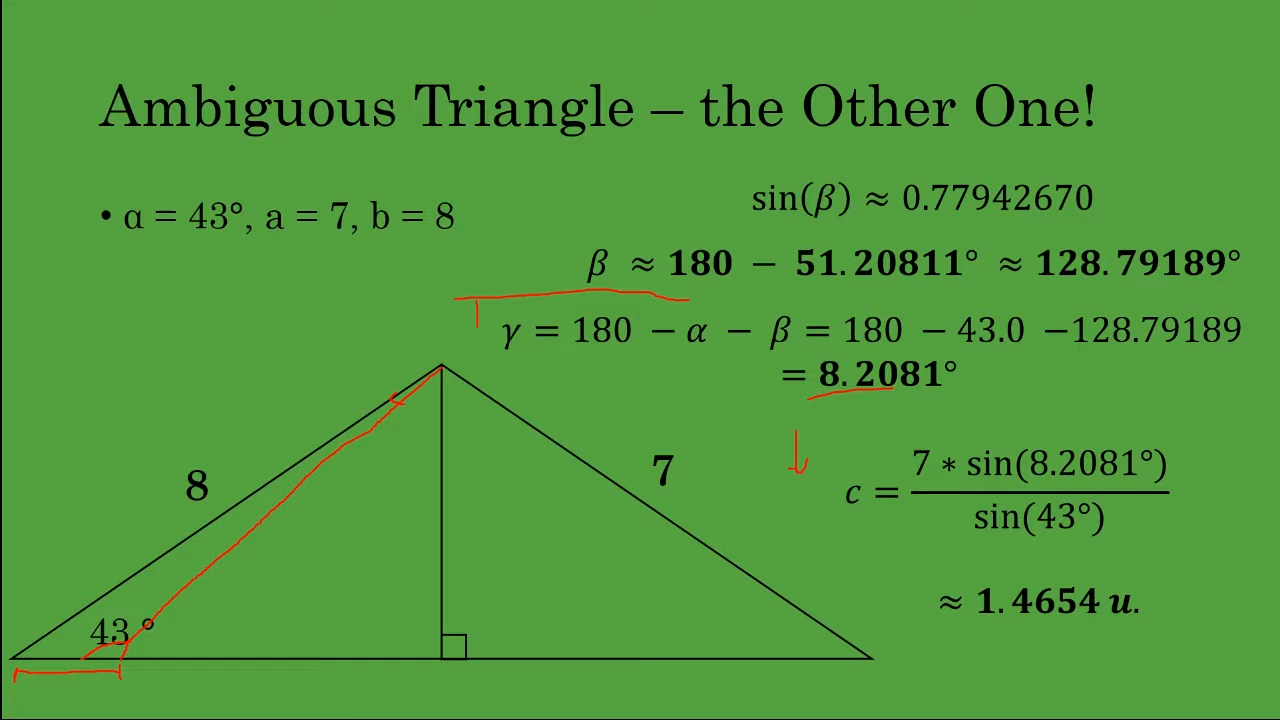 Ambiguous Triangle – the Other One!
• α = 43°, a = 7, b = 8
sin(β) ≈ 0.77942670
β ≈ 180 − 51.20811° ≈ 128.79189°
γ = 180 − α − β = 180 − 43.0 −128.79189
= 8.2081°
8
7
c = 7 ∗ sin(8.2081°) / sin(43°)
≈ 1.4654 u.
43 °